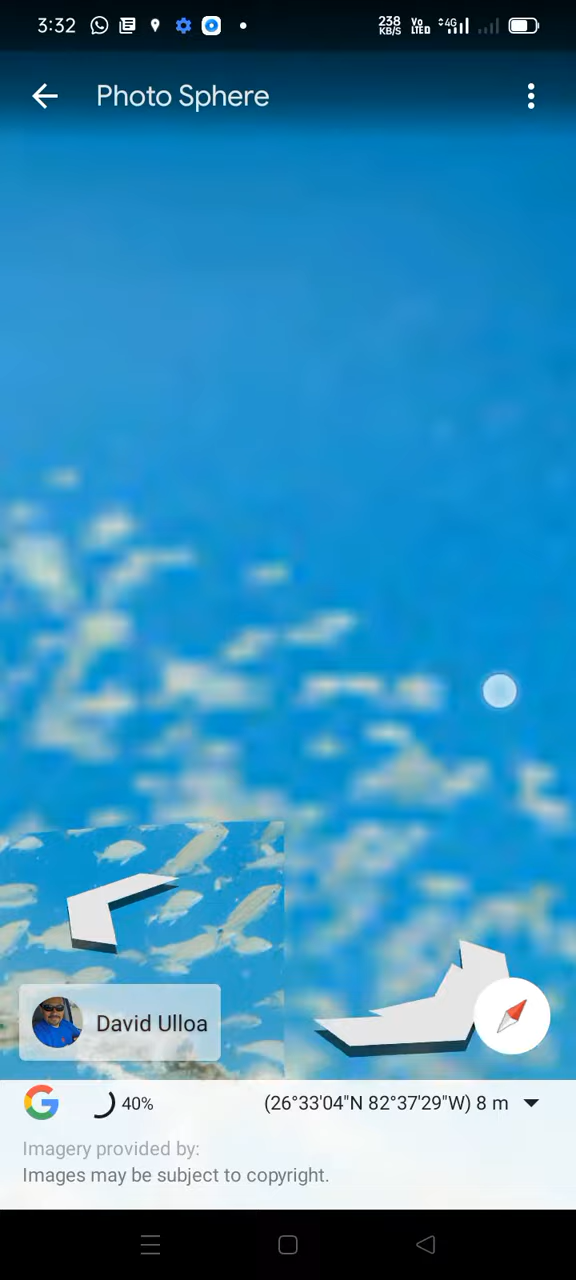 3:32
238
KB/S
Vo
LTED
4G
Photo Sphere
David Ulloa
40%
(26°33'04"N 82°37'29"W) 8 m
Imagery provided by:
Images may be subject to copyright.